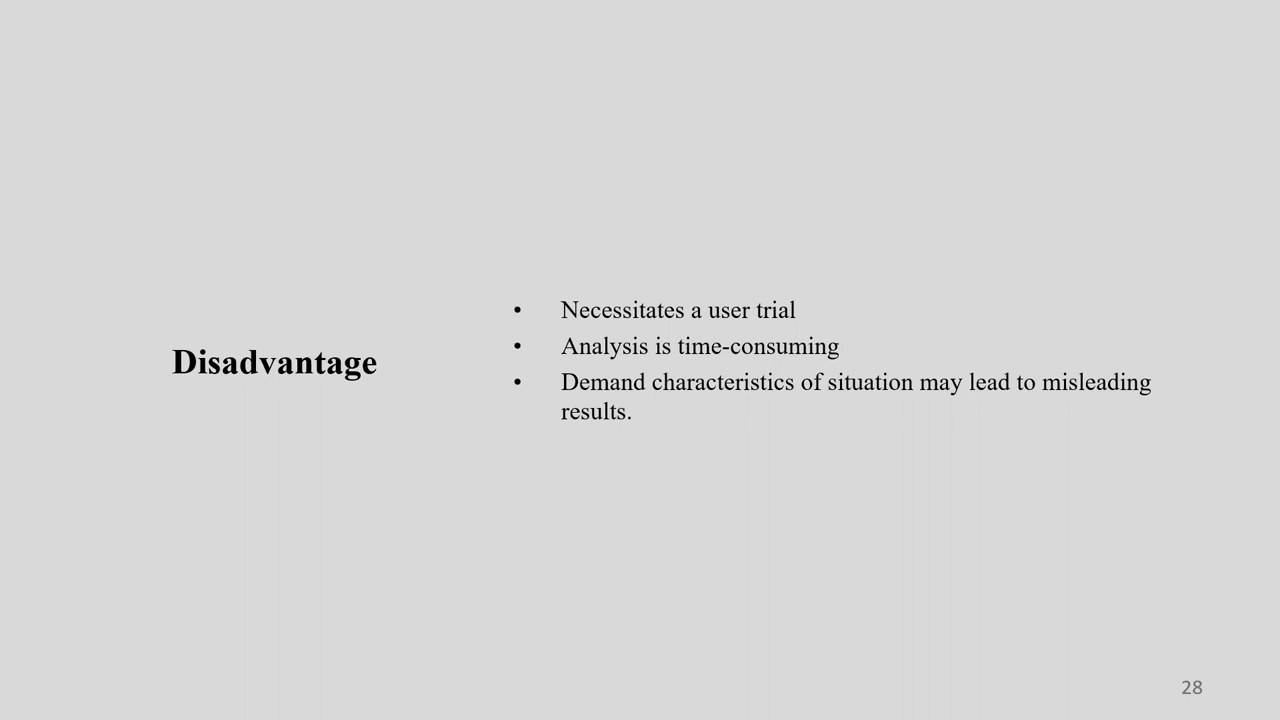 Disadvantage
• Necessitates a user trial
• Analysis is time-consuming
• Demand characteristics of situation may lead to misleading
results.
28